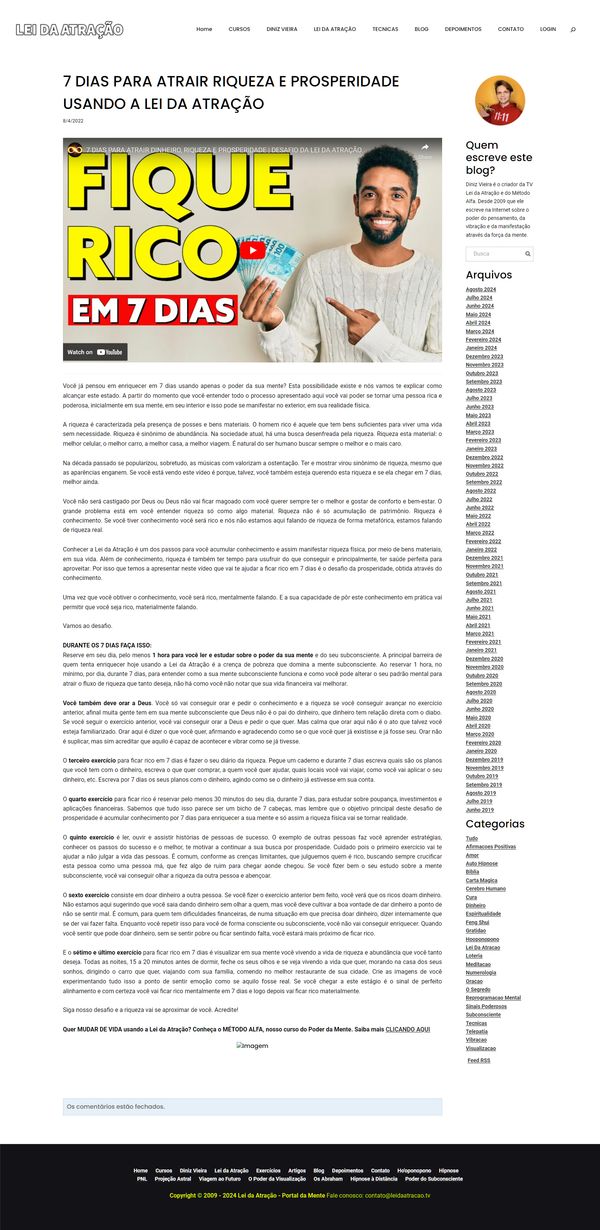 LEI DA ATRAÇÃO
Home CURSOS DINIZ VIEIRA LEI DA ATRAÇÃO TECNICAS BLOG DEPOIMENTOS CONTATO LOGIN
7 DIAS PARA ATRAIR RIQUEZA E PROSPERIDADE
USANDO A LEI DA ATRAÇÃO
8/4/2022
7 DIAS PARA ATRAIR DINHEIRO, RIQUEZA E PROSPERIDADE | DESAFIO DA LEI DA ATRAÇÃO
Share
FIQUE
RICO
EM 7 DIAS
Watch on YouTube
Você já pensou em enriquecer em 7 dias usando apenas o poder da sua mente? Esta possibilidade existe e nós vamos te explicar como
alcançar este estado. A partir do momento que você entender todo o processo apresentado aqui você vai poder se tornar uma pessoa rica e
poderosa, inicialmente em sua mente, em seu interior e isso pode se manifestar no exterior, em sua realidade física.
A riqueza é caracterizada pela presença de posses e bens materiais. O homem rico é aquele que tem bens suficientes para viver uma vida
sem necessidade. Riqueza é sinônimo de abundância. Na sociedade atual, há uma busca desenfreada pela riqueza. Riqueza esta material: o
melhor celular, o melhor carro, a melhor casa, a melhor viagem. É natural do ser humano buscar sempre o melhor e o mais caro.
Na década passado se popularizou, sobretudo, as músicas com valorizam a ostentação. Ter e mostrar virou sinônimo de riqueza, mesmo que
as aparências enganem. Se você está vendo este vídeo é porque, talvez, você também esteja querendo esta riqueza e se ela chegar em 7 dias,
melhor ainda.
Você não será castigado por Deus ou Deus não vai ficar magoado com você querer sempre ter o melhor e gostar de conforto e bem-estar. O
grande problema está em você entender riqueza só como algo material. Riqueza não é só acumulação de patrimônio. Riqueza é
conhecimento. Se você tiver conhecimento você será rico e nós não estamos aqui falando de riqueza de forma metafórica, estamos falando
de riqueza real.
Conhecer a Lei da Atração é um dos passos para você acumular conhecimento e assim manifestar riqueza física, por meio de bens materiais,
em sua vida. Além de conhecimento, riqueza é também ter tempo para usufruir do que conseguir e principalmente, ter saúde perfeita para
aproveitar. Por isso que temos a apresentar neste vídeo que vai te ajudar a ficar rico em 7 dias é o desafio da prosperidade, obtida através do
conhecimento.
Uma vez que você obtiver o conhecimento, você será rico, mentalmente falando. E a sua capacidade de pôr este conhecimento em prática vai
permitir que você seja rico, materialmente falando.
Vamos ao desafio.
DURANTE OS 7 DIAS FAÇA ISSO:
Reserve em seu dia, pelo menos 1 hora para você ler e estudar sobre o poder da sua mente e do seu subconsciente. A principal barreira de
quem tenta enriquecer hoje usando a Lei da Atração é a crença de pobreza que domina a mente subconsciente. Ao reservar 1 hora, no
mínimo, por dia, durante 7 dias, para entender como a sua mente subconsciente funciona e como você pode alterar o seu padrão mental para
atrair o fluxo de riqueza que tanto deseja, não há como você não notar que sua vida financeira vai melhorar.
Você também deve orar a Deus. Você só vai conseguir orar e pedir o conhecimento e a riqueza se você conseguir avançar no exercício
anterior, afinal muita gente tem em sua mente subconsciente que Deus não é o pai do dinheiro, que dinheiro tem relação direta com o diabo.
Se você seguir o exercício anterior, você vai conseguir orar a Deus e pedir o que quer. Mas calma que orar aqui não é o ato que talvez você
esteja familiarizado. Orar aqui é dizer o que você quer, afirmando e agradecendo como se o que você quer já existisse e já fosse seu. Orar não
é suplicar, mas sim acreditar que aquilo é capaz de acontecer e vibrar como se já tivesse.
O terceiro exercício para ficar rico em 7 dias é fazer o seu diário da riqueza. Pegue um caderno e durante 7 dias escreva quais são os planos
que você tem com o dinheiro, escreva o que quer comprar, a quem você quer ajudar, quais locais você vai viajar, como você vai aplicar o seu
dinheiro, etc. Escreva por 7 dias os seus planos com o dinheiro, agindo como se o dinheiro já estivesse em sua conta.
O quarto exercício para ficar rico é reservar pelo menos 30 minutos do seu dia, durante 7 dias, para estudar sobre poupança, investimentos e
aplicações financeiras. Sabemos que tudo isso parece ser um bicho de 7 cabeças, mas lembre que o objetivo principal deste desafio de
prosperidade é acumular conhecimento por 7 dias para enriquecer a sua mente e só assim a riqueza física vai se tornar realidade.
O quinto exercício é ler, ouvir e assistir histórias de pessoas de sucesso. O exemplo de outras pessoas faz você aprender estratégias,
conhecer os passos do sucesso e o melhor, te motivar a continuar a sua busca por prosperidade. Cuidado pois o primeiro exercício vai te
ajudar a não julgar a vida das pessoas. É comum, conforme as crenças limitantes, que julguemos quem é rico, buscando sempre crucificar
esta pessoa como uma pessoa má, que fez algo de ruim para chegar aonde chegou. Se você fizer bem o seu estudo sobre a mente
subconsciente, você vai conseguir olhar a riqueza da outra pessoa e abençoar.
O sexto exercício consiste em doar dinheiro a outra pessoa. Se você fizer o exercício anterior bem feito, você verá que os ricos doam dinheiro.
Não estamos aqui sugerindo que você saia dando dinheiro sem olhar a quem, mas você deve cultivar a boa vontade de dar dinheiro a ponto de
não se sentir mal. É comum, para quem tem dificuldades financeiras, de numa situação em que precisa doar dinheiro, dizer internamente que
se der vai fazer falta. Enquanto você repetir isso para você de forma consciente ou subconsciente, você não vai conseguir enriquecer. Quando
você sentir que pode doar dinheiro, sem se sentir pobre ou ficar sentindo falta, você estará mais próximo de ficar rico.
E o sétimo e último exercício para ficar rico em 7 dias é visualizar em sua mente você vivendo a vida de riqueza e abundância que você tanto
deseja. Todas as noites, 15 a 20 minutos antes de dormir, feche os seus olhos e se veja vivendo a vida que quer, morando na casa dos seus
sonhos, dirigindo o carro que quer, viajando com sua família, comendo no melhor restaurante de sua cidade. Crie as imagens de você
experimentando tudo isso a ponto de sentir emoção como se aquilo fosse real. Se você chegar a este estágio é o sinal de perfeito
alinhamento e com certeza você vai ficar rico mentalmente em 7 dias e logo depois vai ficar rico materialmente.
Siga nosso desafio e a riqueza vai se aproximar de você. Acredite!
Quer MUDAR DE VIDA usando a Lei da Atração? Conheça o MÉTODO ALFA, nosso curso do Poder da Mente. Saiba mais CLICANDO AQUI
Imagem
Os comentários estão fechados.
11:11
Quem
escreve este
blog?
Diniz Vieira é o criador da TV
Lei da Atração e do Método
Alfa. Desde 2009 que ele
escreve na Internet sobre o
poder do pensamento, da
vibração e da manifestação
através da força da mente.
Busca
Arquivos
Agosto 2024
Julho 2024
Junho 2024
Maio 2024
Abril 2024
Março 2024
Fevereiro 2024
Janeiro 2024
Dezembro 2023
Novembro 2023
Outubro 2023
Setembro 2023
Agosto 2023
Julho 2023
Junho 2023
Maio 2023
Abril 2023
Março 2023
Fevereiro 2023
Janeiro 2023
Dezembro 2022
Novembro 2022
Outubro 2022
Setembro 2022
Agosto 2022
Julho 2022
Junho 2022
Maio 2022
Abril 2022
Março 2022
Fevereiro 2022
Janeiro 2022
Dezembro 2021
Novembro 2021
Outubro 2021
Setembro 2021
Agosto 2021
Julho 2021
Junho 2021
Maio 2021
Abril 2021
Março 2021
Fevereiro 2021
Janeiro 2021
Dezembro 2020
Novembro 2020
Outubro 2020
Setembro 2020
Agosto 2020
Julho 2020
Junho 2020
Maio 2020
Abril 2020
Março 2020
Fevereiro 2020
Janeiro 2020
Dezembro 2019
Novembro 2019
Outubro 2019
Setembro 2019
Agosto 2019
Julho 2019
Junho 2019
Categorias
Tudo
Afirmacoes Positivas
Amor
Auto Hipnose
Biblia
Carta Magica
Cerebro Humano
Cura
Dinheiro
Espiritualidade
Feng Shui
Gratidao
Hooponopono
Lei Da Atracao
Loteria
Meditacao
Numerologia
Oracao
O Segredo
Reprogramacao Mental
Sinais Poderosos
Subconsciente
Tecnicas
Telepatia
Vibracao
Visualizacao
Feed RSS
Home Cursos Diniz Vieira Lei da Atração Exercícios Artigos Blog Depoimentos Contato Ho'oponopono Hipnose
PNL Projeção Astral Viagem ao Futuro O Poder da Visualização Os Abraham Hipnose à Distância Poder do Subconsciente
Copyright © 2009 - 2024 Lei da Atração - Portal da Mente Fale conosco: contato@leidaatracao.tv